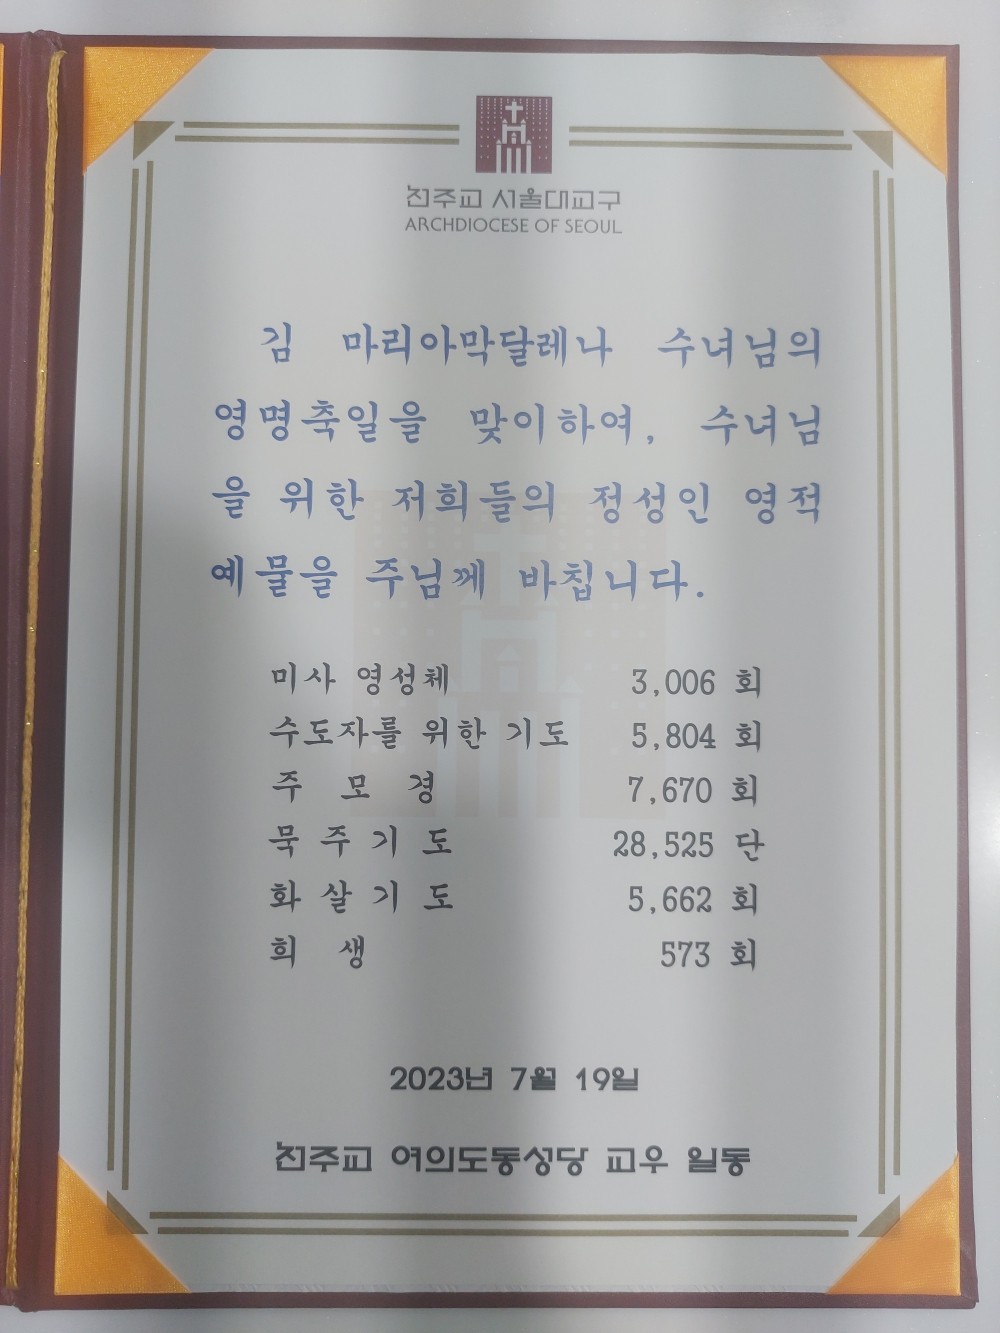 천주교 서울대교구
ARCHDIOCESE OF SEOUL
김 마리아막달레나 수녀님의
영명축일을 맞이하여, 수녀님
을 위한 저희들의 정성인 영적
예물을 주님께 바칩니다.
미사 영성체 3,006 회
수도자를 위한 기도 5,804 회
주 모 경 7,670 회
묵 주 기 도 28,525 단
화 살 기 도 5,662 회
희 생 573 회
2023년 7월 19일
천주교 여의도동성당 교우 일동